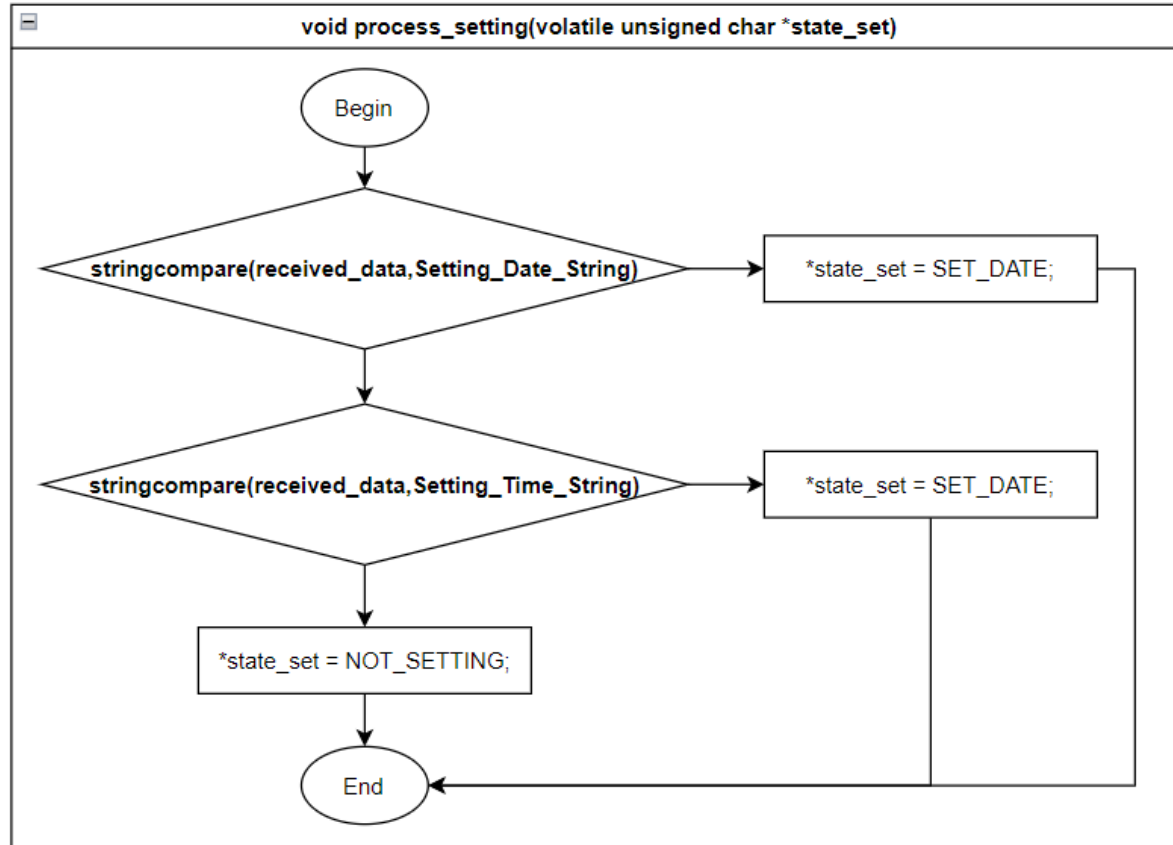 void process_setting(volatile unsigned char *state_set)
Begin
stringcompare(received_data,Setting_Date_String)
*state_set = SET_DATE;
stringcompare(received_data,Setting_Time_String)
*state_set = SET_DATE;
*state_set = NOT_SETTING;
End